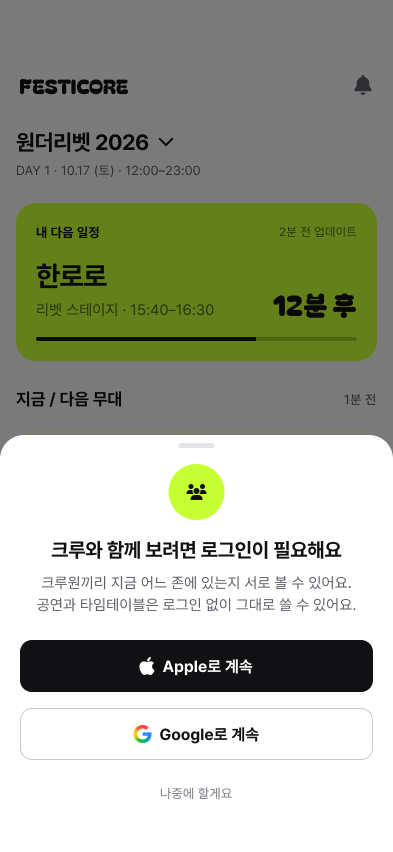 FESTICORE
원더리벳 2026
DAY 1 · 10.17 (토) · 12:00–23:00
내 다음 일정
2분 전 업데이트
한로로
리벳 스테이지 · 15:40–16:30
12분 후
지금 / 다음 무대
1분 전
크루와 함께 보려면 로그인이 필요해요
크루원끼리 지금 어느 존에 있는지 서로 볼 수 있어요.
공연과 타임테이블은 로그인 없이 그대로 쓸 수 있어요.
Apple로 계속
Google로 계속
나중에 할게요